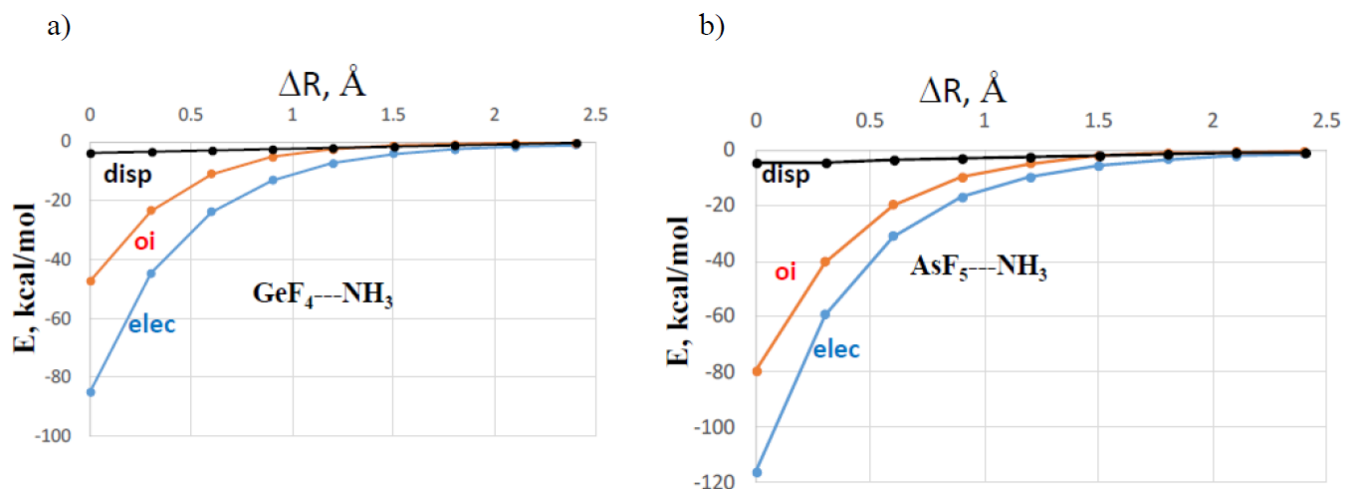 a)
ΔR, Å
0 0.5 1 1.5 2 2.5
0
-20
-40
-60
-80
-100
E, kcal/mol
disp
oi
elec
GeF4---NH3
b)
ΔR, Å
0 0.5 1 1.5 2 2.5
0
-20
-40
-60
-80
-100
-120
E, kcal/mol
disp
oi
elec
AsF5---NH3